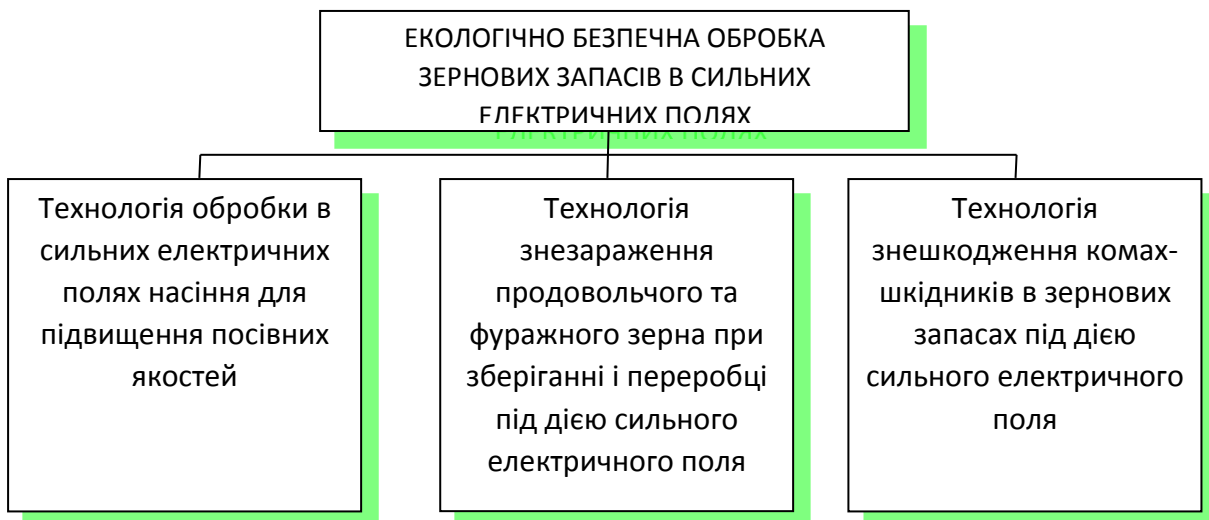 ЕКОЛОГІЧНО БЕЗПЕЧНА ОБРОБКА
ЗЕРНОВИХ ЗАПАСІВ В СИЛЬНИХ
ЕЛЕКТРИЧНИХ ПОЛЯХ
Технологія обробки в
сильних електричних
полях насіння для
підвищення посівних
якостей
Технологія
знезараження
продовольчого та
фуражного зерна при
зберіганні і переробці
під дією сильного
електричного поля
Технологія
знешкодження комах-
шкідників в зернових
запасах під дією
сильного електричного
поля